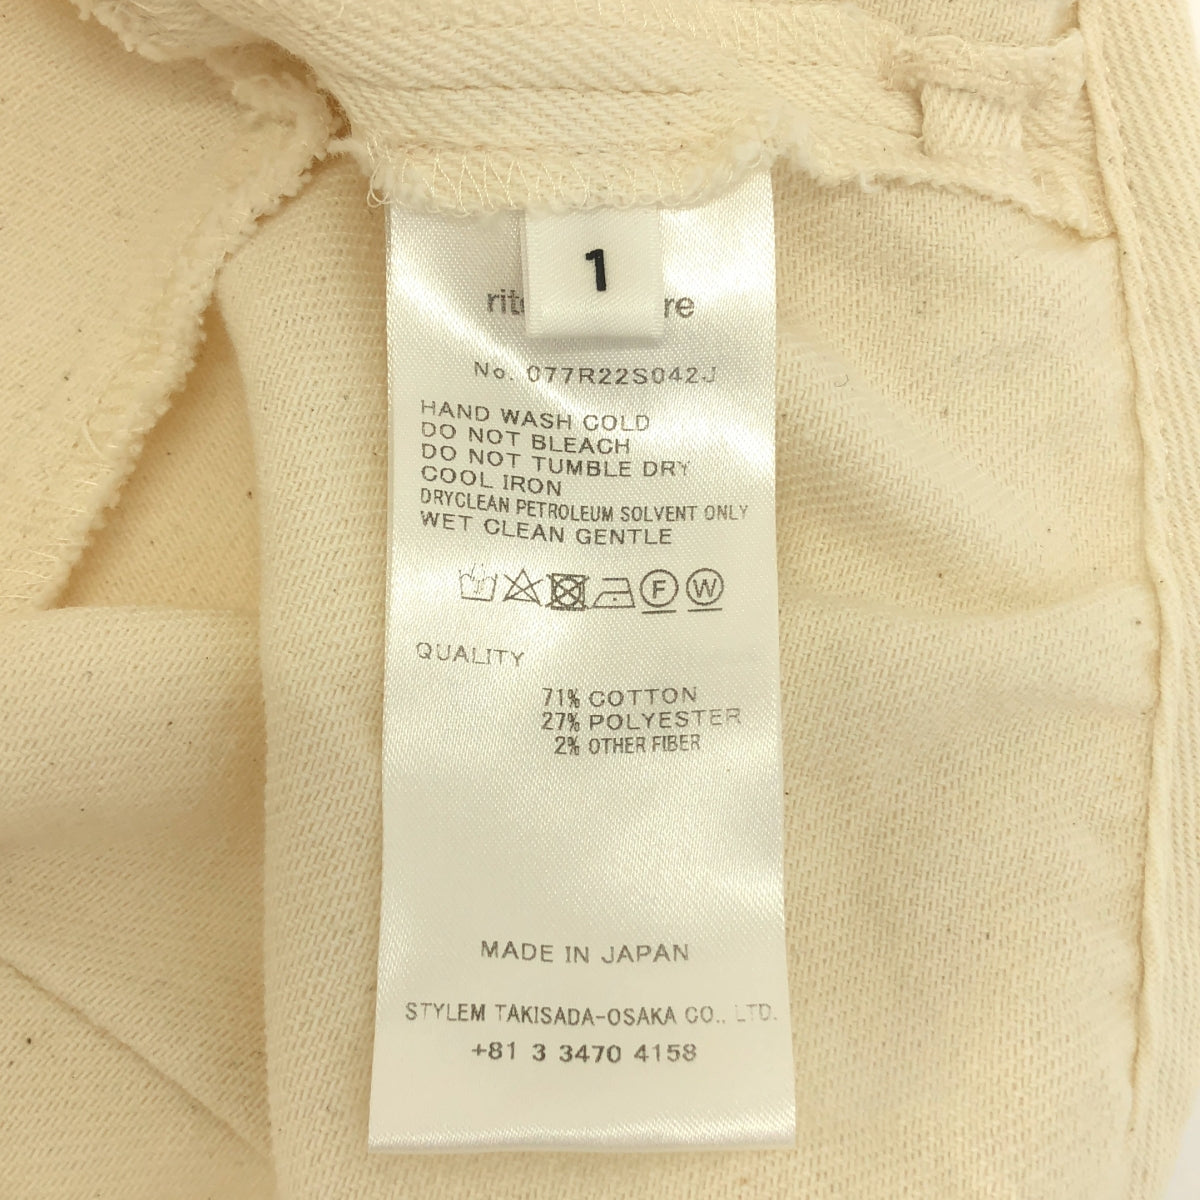 1
No. 077R22S042J
HAND WASH COLD
DO NOT BLEACH
DO NOT TUMBLE DRY
COOL IRON
DRYCLEAN PETROLEUM SOLVENT ONLY
WET CLEAN GENTLE
F W
QUALITY
71% COTTON
27% POLYESTER
2% OTHER FIBER
MADE IN JAPAN
STYLEM TAKISADA-OSAKA CO., LTD.
+81 3 3470 4158